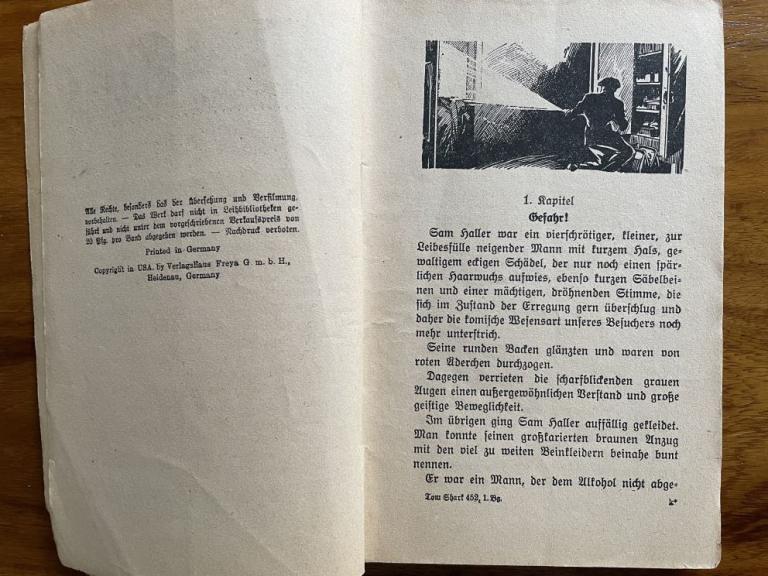 Alle Rechte, besonders das der Übersetzung und Verfilmung,
vorbehalten. — Das Werk darf nicht in Leihbibliotheken ge-
führt und nicht unter dem vorgeschriebenen Verkaufspreis von
20 Pfg. pro Band abgegeben werden. — Nachdruck verboten.
Printed in Germany
Copyright in USA. by Verlagshaus Freya G. m. b. H.,
Heidenau, Germany
1. Kapitel
Gefahr!
Sam Haller war ein vierschrötiger, kleiner, zur
Leibesfülle neigender Mann mit kurzem Hals, ge-
waltigem eckigen Schädel, der nur noch einen spär-
lichen Haarwuchs aufwies, ebenso kurzen Säbelbei-
nen und einer mächtigen, dröhnenden Stimme, die
sich im Zustand der Erregung gern überschlug und
daher die komische Wesensart unseres Besuchers noch
mehr unterstrich.
Seine runden Backen glänzten und waren von
roten Äderchen durchzogen.
Dagegen verrieten die scharfblickenden grauen
Augen einen außergewöhnlichen Verstand und große
geistige Beweglichkeit.
Im übrigen ging Sam Haller auffällig gekleidet.
Man konnte seinen großkarierten braunen Anzug
mit den viel zu weiten Beinkleidern beinahe bunt
nennen.
Er war ein Mann, der dem Alkohol nicht abge-
Tom Shark 452, 1. Bg.